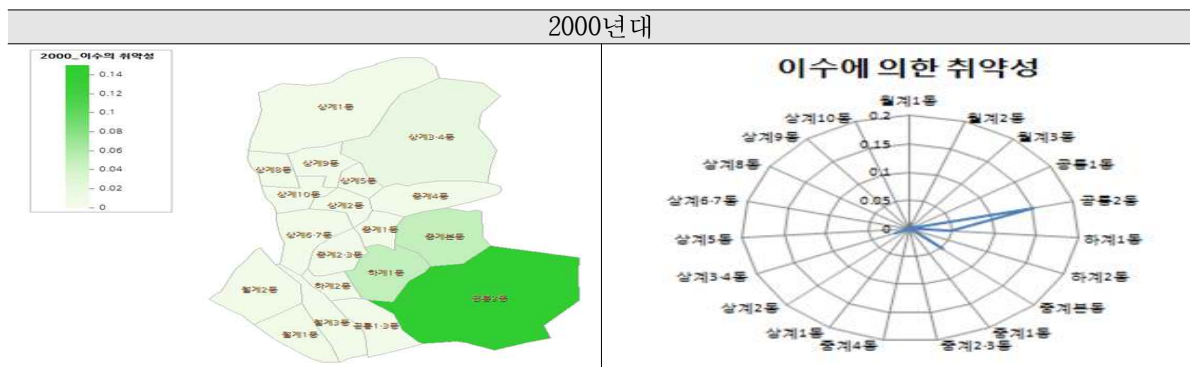 2000년대
2000_이수의 취약성
0.14
0.12
0.1
0.08
0.06
0.04
0.02
0
상계1동
상계3·4동
상계9동
상계8동
상계5동
상계10동
상계2동
중계4동
상계6·7동
중계1동
중계본동
중계2·3동
하계1동
월계2동
하계2동
공릉2동
월계3동
공릉1·3동
월계1동
이수에 의한 취약성
월계1동
월계2동
월계3동
공릉1동
공릉2동
하계1동
하계2동
중계본동
중계1동
중계2·3동
중계4동
상계1동
상계2동
상계3·4동
상계5동
상계6·7동
상계8동
상계9동
상계10동
0.2
0.15
0.1
0.05
0